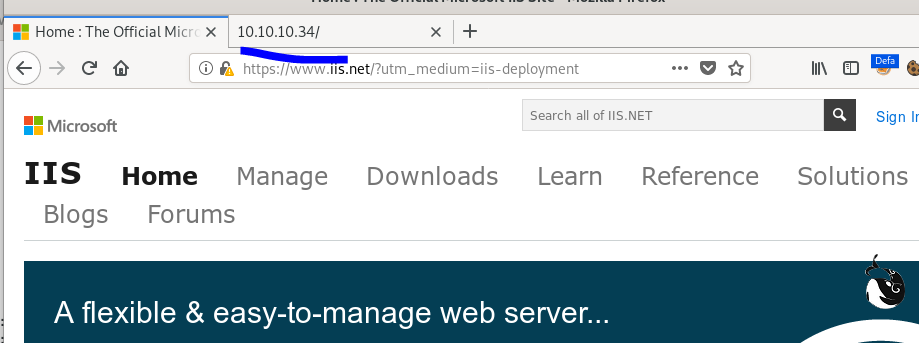 Home : The Official Micro
10.10.10.34/
https://www.iis.net/?utm_medium=iis-deployment
Defa
Microsoft
Search all of IIS.NET
Sign I
IIS Home Manage Downloads Learn Reference Solutions
Blogs Forums
A flexible & easy-to-manage web server...